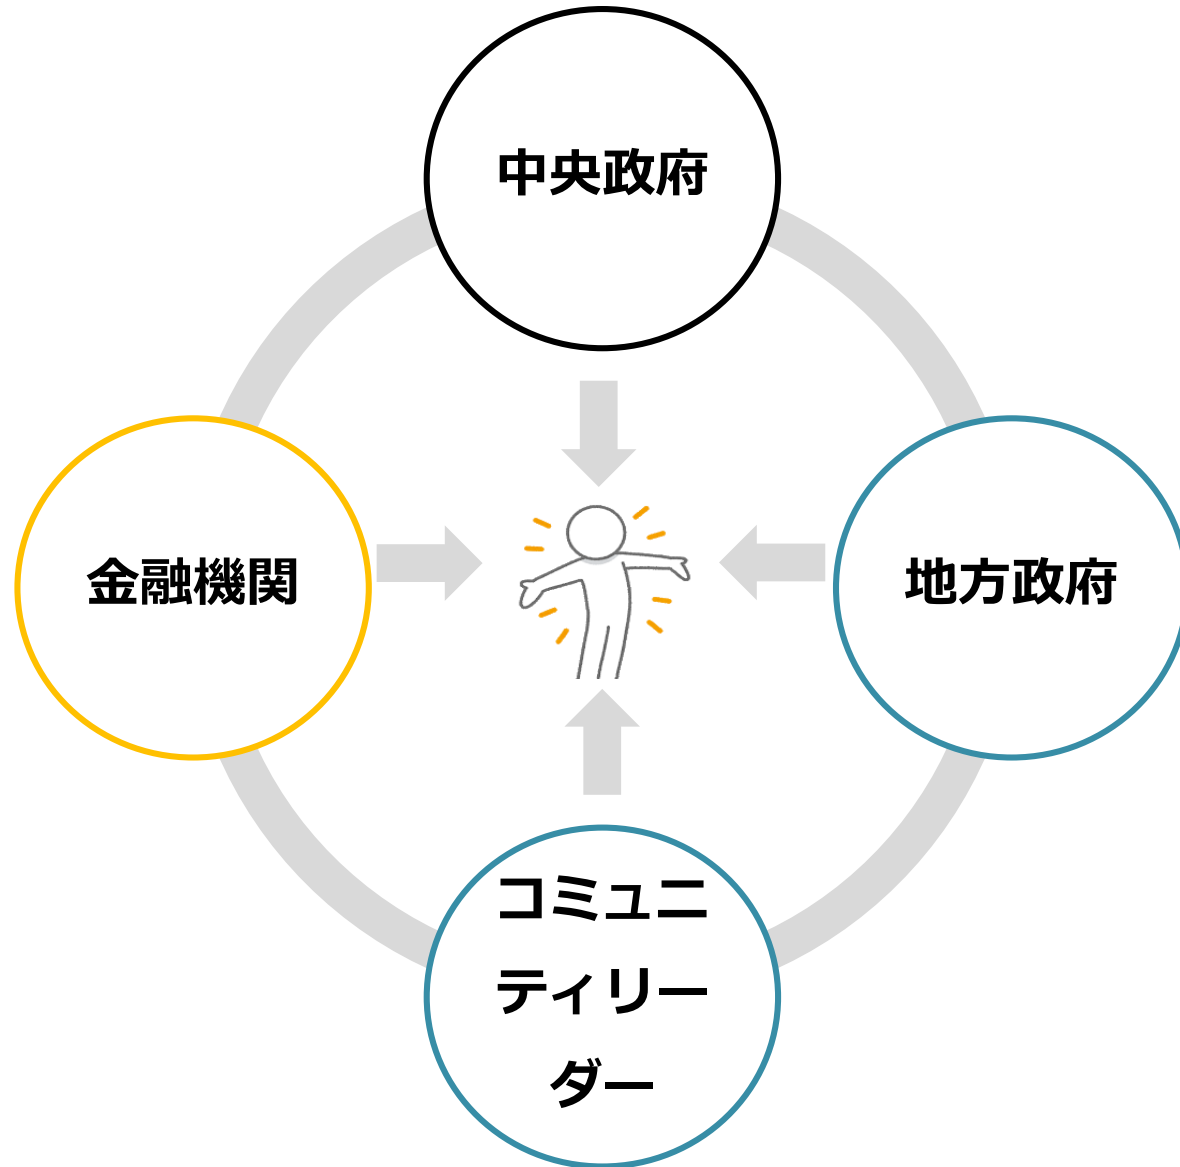 中央政府
金融機関
地方政府
コミュニ
ティリー
ダー